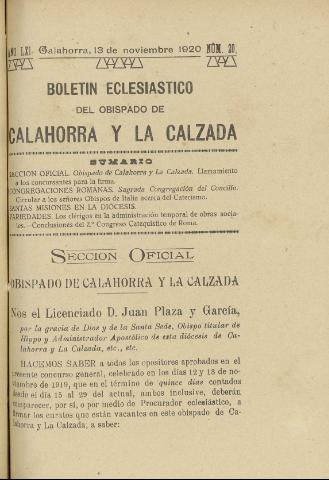 AÑO LXI. Calahorra, 13 de noviembre 1920 NÚM. 20.
BOLETIN ECLESIASTICO
DEL OBISPADO DE
CALAHORRA Y LA CALZADA
SUMARIO
SECCION OFICIAL. Obispado de Calahorra y La Calzada. Llamamiento
a los concursantes para la firma.
CONGREGACIONES ROMANAS. Sagrada Congregación del Concilio.
Circular a los señores Obispos de Italia acerca del Catecismo.
SANTAS MISIONES EN LA DIÓCESIS.
VARIEDADES. Los clérigos en la administración temporal de obras socia-
les.—Conclusiones del 2.º Congreso Catequístico de Roma.
SECCION OFICIAL
OBISPADO DE CALAHORRA Y LA CALZADA
Nos el Licenciado D. Juan Plaza y García,
por la gracia de Dios y de la Santa Sede, Obispo titular de
Hippo y Administrador Apostólico de esta diócesis de Ca-
lahorra y La Calzada, etc., etc.
HACEMOS SABER a todos los opositores aprobados en el
presente concurso general, celebrado en los días 12 y 13 de no-
viembre de 1919, que en el término de quince días contados
desde el día 15 al 29 del actual, ambos inclusive, deberán
comparecer, por sí, o por medio de Procurador eclesiástico, a
firmar los curatos que están vacantes en este obispado de Ca-
lahorra y La Calzada, a saber: